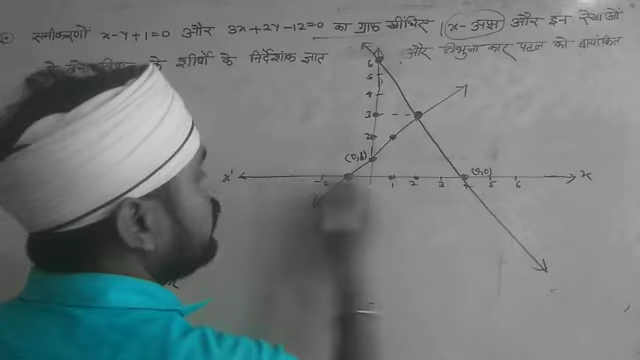 समीकरणों x-y+1=0 और 3x+2y-12=0 का ग्राफ खींचिए | x- अक्ष और इन रेखाओं
के शीर्षों के निर्देशांक ज्ञात और त्रिभुजाकार पटल को छायांकित
6
5
4
3
2
(0,1)
x' -2 1 2 3 4 5 6 x
(4,0)